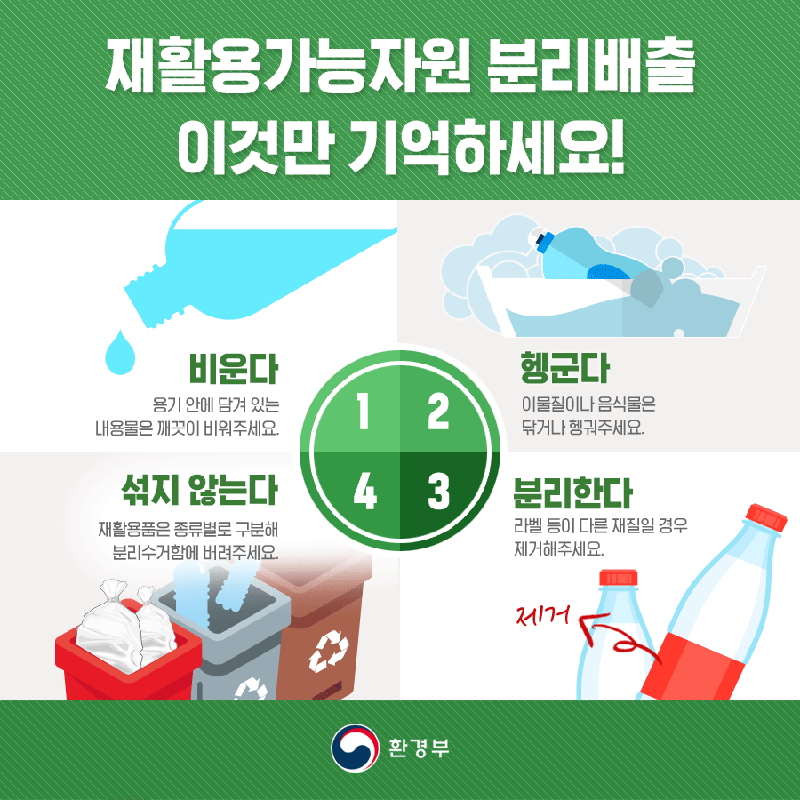 재활용가능자원 분리배출
이것만 기억하세요!
1
비운다
용기 안에 담겨 있는
내용물은 깨끗이 비워주세요.
2
헹군다
이물질이나 음식물은
닦거나 헹궈주세요.
3
분리한다
라벨 등이 다른 재질일 경우
제거해주세요.
제거
4
섞지 않는다
재활용품은 종류별로 구분해
분리수거함에 버려주세요.
환경부